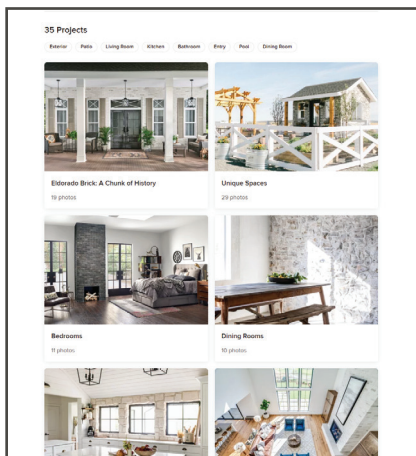 35 Projects
Exterior Patio Living Room Kitchen Bathroom Entry Pool Dining Room
Eldorado Brick: A Chunk of History
19 photos
Unique Spaces
29 photos
Bedrooms
11 photos
Dining Rooms
10 photos